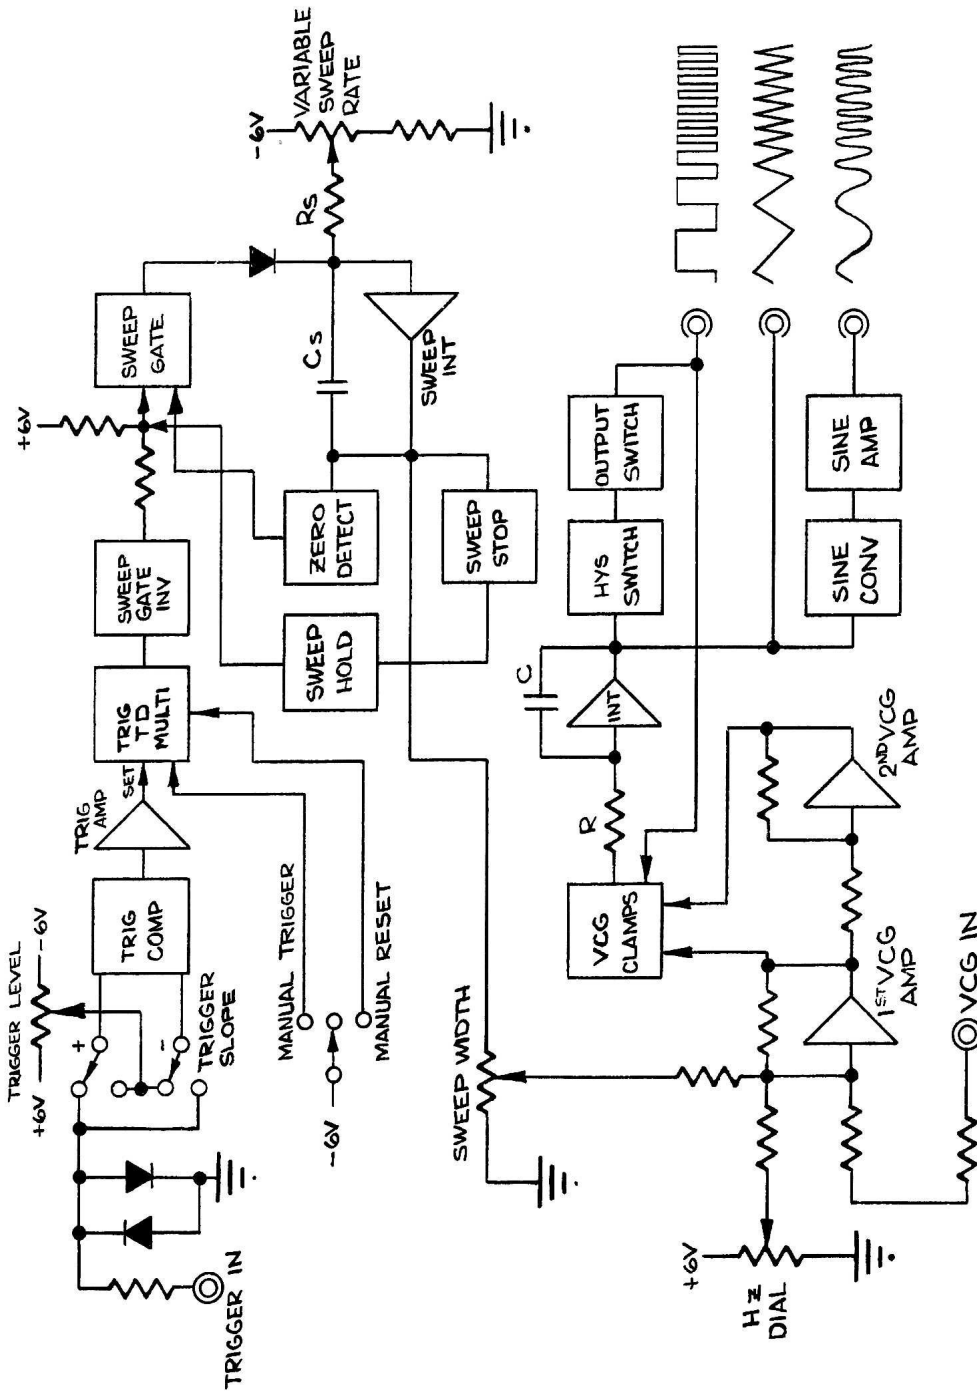 TRIGGER IN
+6V
TRIGGER LEVEL
-6V
+
-
TRIGGER
SLOPE
TRIG
COMP
TRIG
AMP
SET
TRIG
TD
MULTI
SWEEP
GATE
INV
+6V
SWEEP
GATE
MANUAL TRIGGER
-6V
MANUAL RESET
SWEEP
HOLD
ZERO
DETECT
SWEEP
STOP
Cs
SWEEP
INT
Rs
-6V
VARIABLE
SWEEP
RATE
SWEEP WIDTH
+6V
Hz
DIAL
VCG IN
1ST VCG
AMP
2ND VCG
AMP
VCG
CLAMPS
R
C
INT
HYS
SWITCH
OUTPUT
SWITCH
SINE
CONV
SINE
AMP